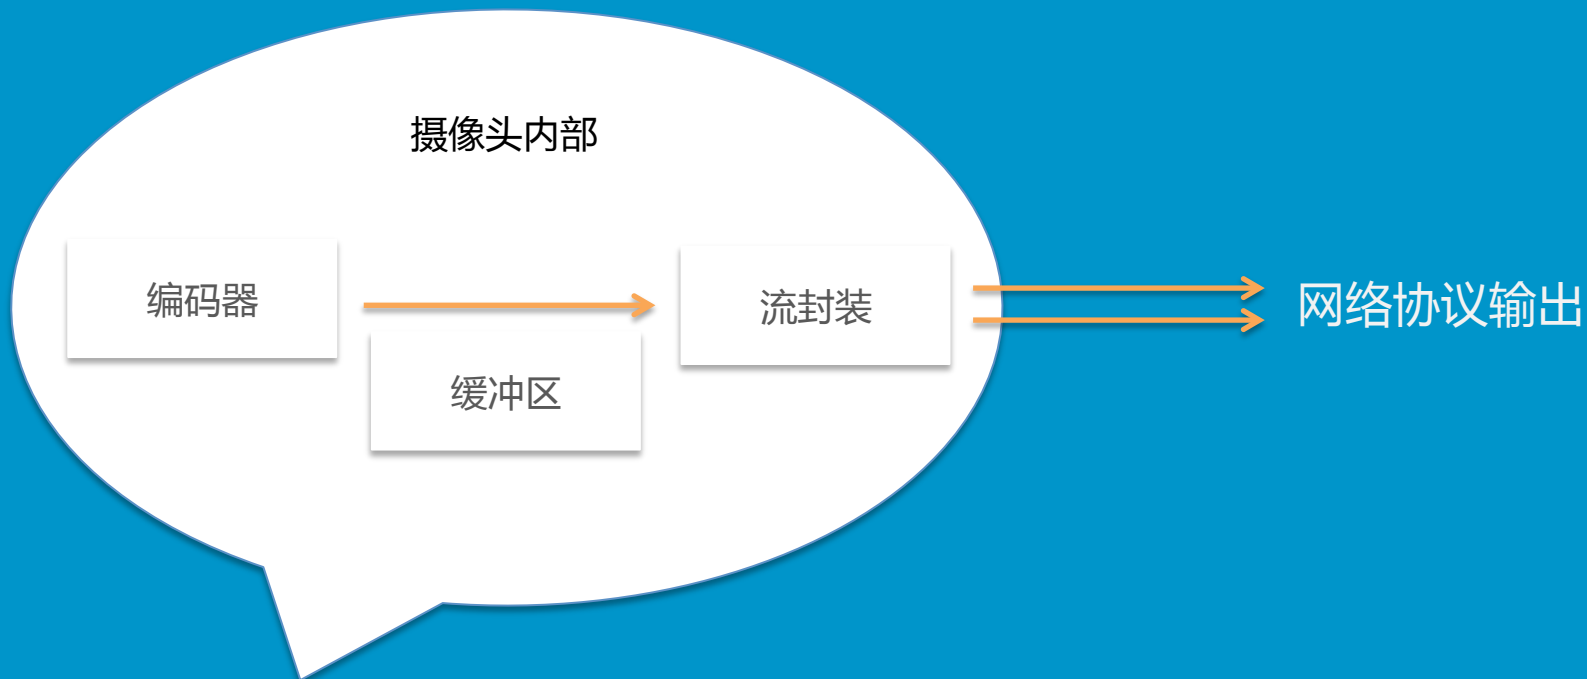 摄像头内部
编码器
流封装
缓冲区
网络协议输出